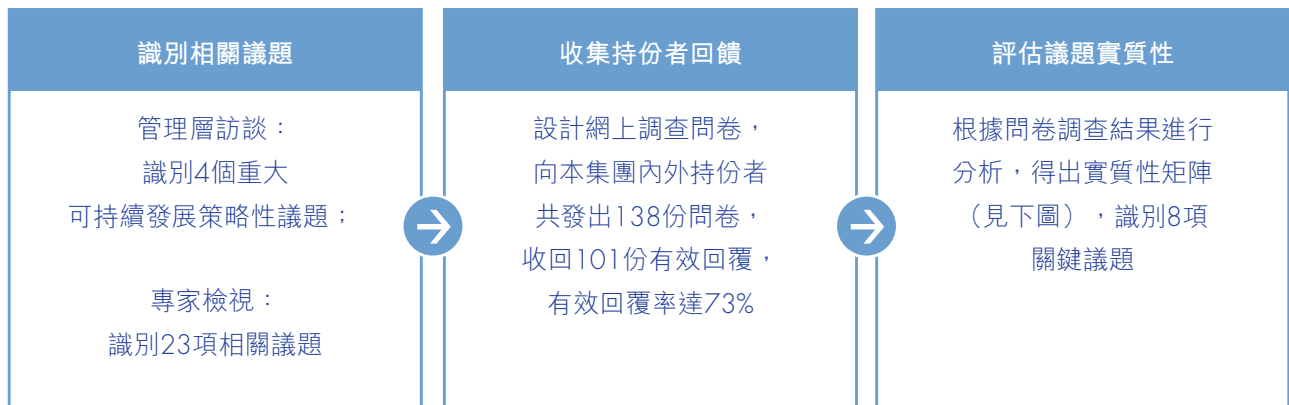 識別相關議題
管理層訪談：
識別4個重大
可持續發展策略性議題；
專家檢視：
識別23項相關議題
收集持份者回饋
設計網上調查問卷，
向本集團內外持份者
共發出138份問卷，
收回101份有效回覆，
有效回覆率達73%
評估議題實質性
根據問卷調查結果進行
分析，得出實質性矩陣
（見下圖），識別8項
關鍵議題